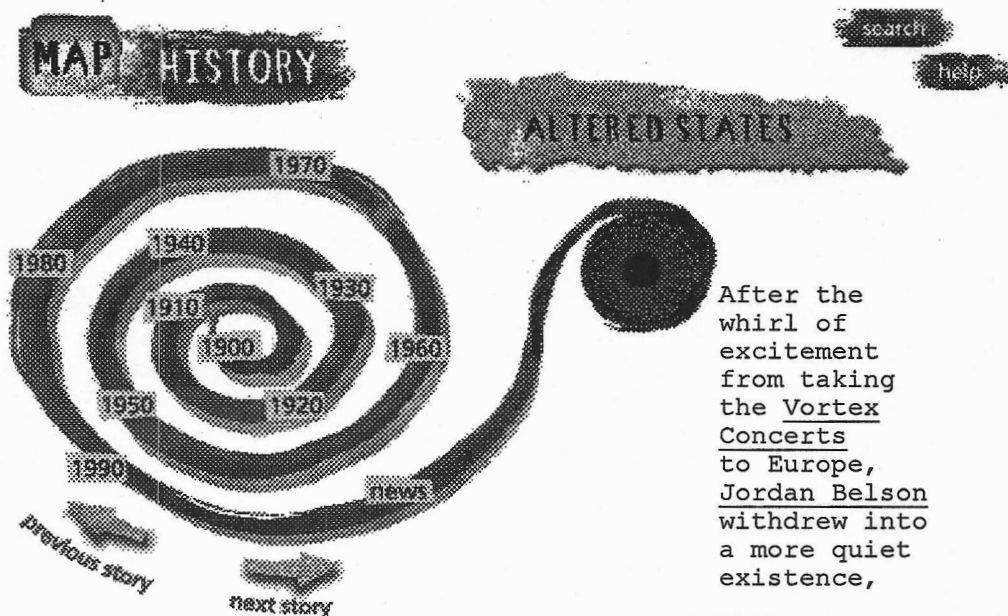 MAP HISTORY
search
help
ALTERED STATES
1970
1940
1980
1930
1910
1900
1960
1950
1920
1990
news
previous story
next story
After the
whirl of
excitement
from taking
the Vortex
Concerts
to Europe,
Jordan Belson
withdrew into
a more quiet
existence,